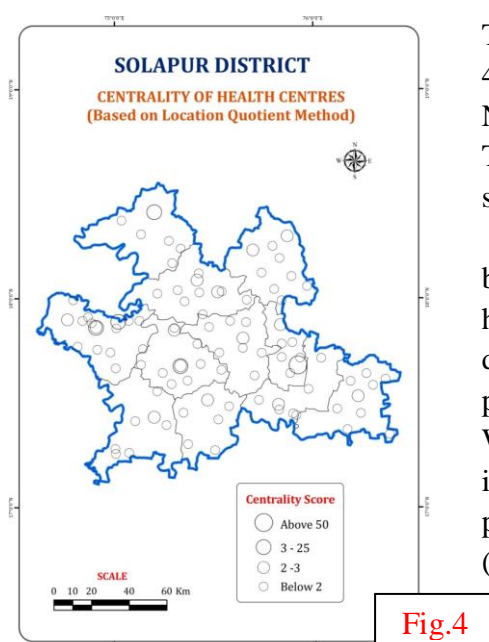 SOLAPUR DISTRICT
CENTRALITY OF HEALTH CENTRES
(Based on Location Quotient Method)
N
W E
S
Centrality Score
Above 50
3 - 25
2 -3
Below 2
SCALE
0 10 20 40 60 Km
Fig.4